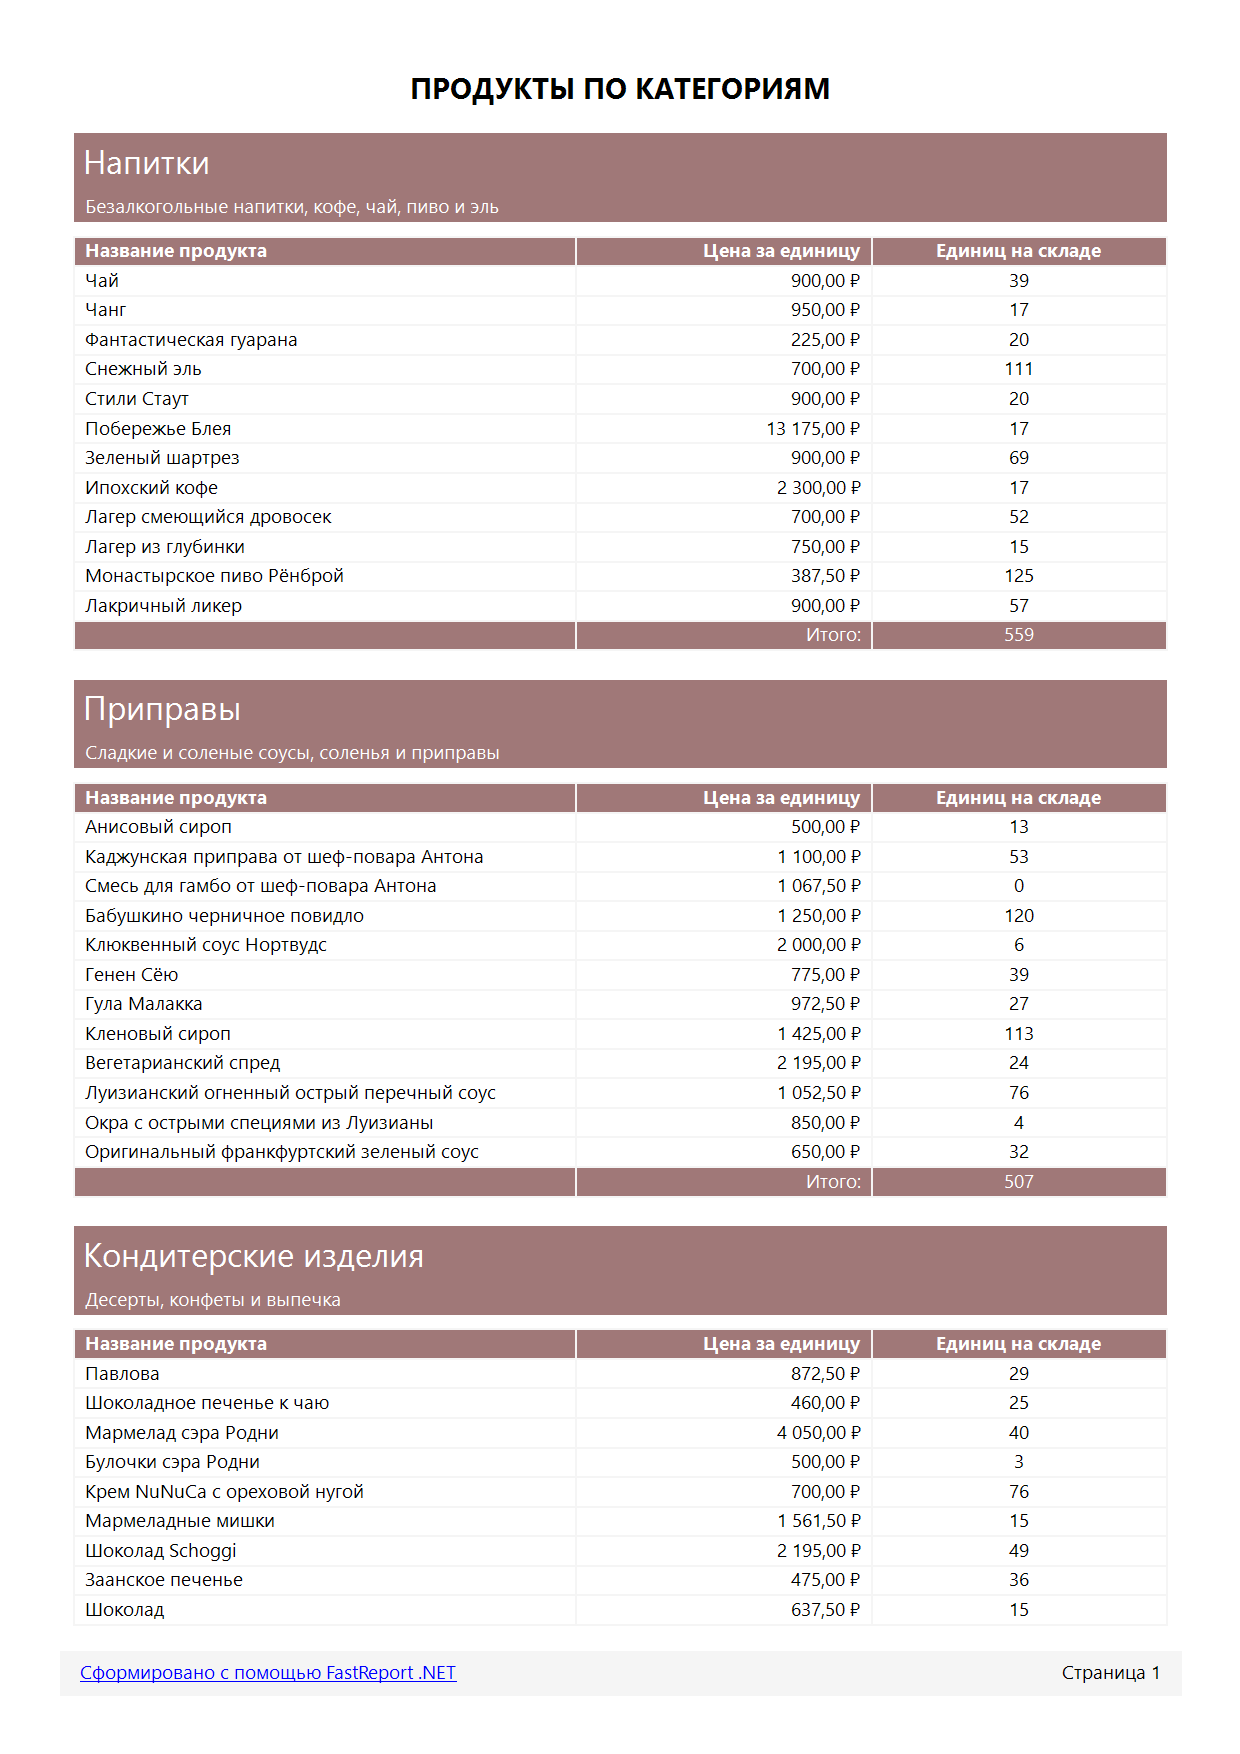 ПРОДУКТЫ ПО КАТЕГОРИЯМ
Напитки
Безалкогольные напитки, кофе, чай, пиво и эль
Название продукта Цена за единицу Единиц на складе
Чай 900,00 ₽ 39
Чанг 950,00 ₽ 17
Фантастическая гуарана 225,00 ₽ 20
Снежный эль 700,00 ₽ 111
Стили Стаут 900,00 ₽ 20
Побережье Блея 13 175,00 ₽ 17
Зеленый шартрез 900,00 ₽ 69
Ипохский кофе 2 300,00 ₽ 17
Лагер смеющийся дровосек 700,00 ₽ 52
Лагер из глубинки 750,00 ₽ 15
Монастырское пиво Рёнброй 387,50 ₽ 125
Лакричный ликер 900,00 ₽ 57
Итого: 559
Приправы
Сладкие и соленые соусы, соленья и приправы
Название продукта Цена за единицу Единиц на складе
Анисовый сироп 500,00 ₽ 13
Каджунская приправа от шеф-повара Антона 1 100,00 ₽ 53
Смесь для гамбо от шеф-повара Антона 1 067,50 ₽ 0
Бабушкино черничное повидло 1 250,00 ₽ 120
Клюквенный соус Нортвудс 2 000,00 ₽ 6
Генен Сёю 775,00 ₽ 39
Гула Малакка 972,50 ₽ 27
Кленовый сироп 1 425,00 ₽ 113
Вегетарианский спред 2 195,00 ₽ 24
Луизианский огненный острый перечный соус 1 052,50 ₽ 76
Окра с острыми специями из Луизианы 850,00 ₽ 4
Оригинальный франкфуртский зеленый соус 650,00 ₽ 32
Итого: 507
Кондитерские изделия
Десерты, конфеты и выпечка
Название продукта Цена за единицу Единиц на складе
Павлова 872,50 ₽ 29
Шоколадное печенье к чаю 460,00 ₽ 25
Мармелад сэра Родни 4 050,00 ₽ 40
Булочки сэра Родни 500,00 ₽ 3
Крем NuNuCa с ореховой нугой 700,00 ₽ 76
Мармеладные мишки 1 561,50 ₽ 15
Шоколад Schoggi 2 195,00 ₽ 49
Заанское печенье 475,00 ₽ 36
Шоколад 637,50 ₽ 15
Сформировано с помощью FastReport .NET Страница 1